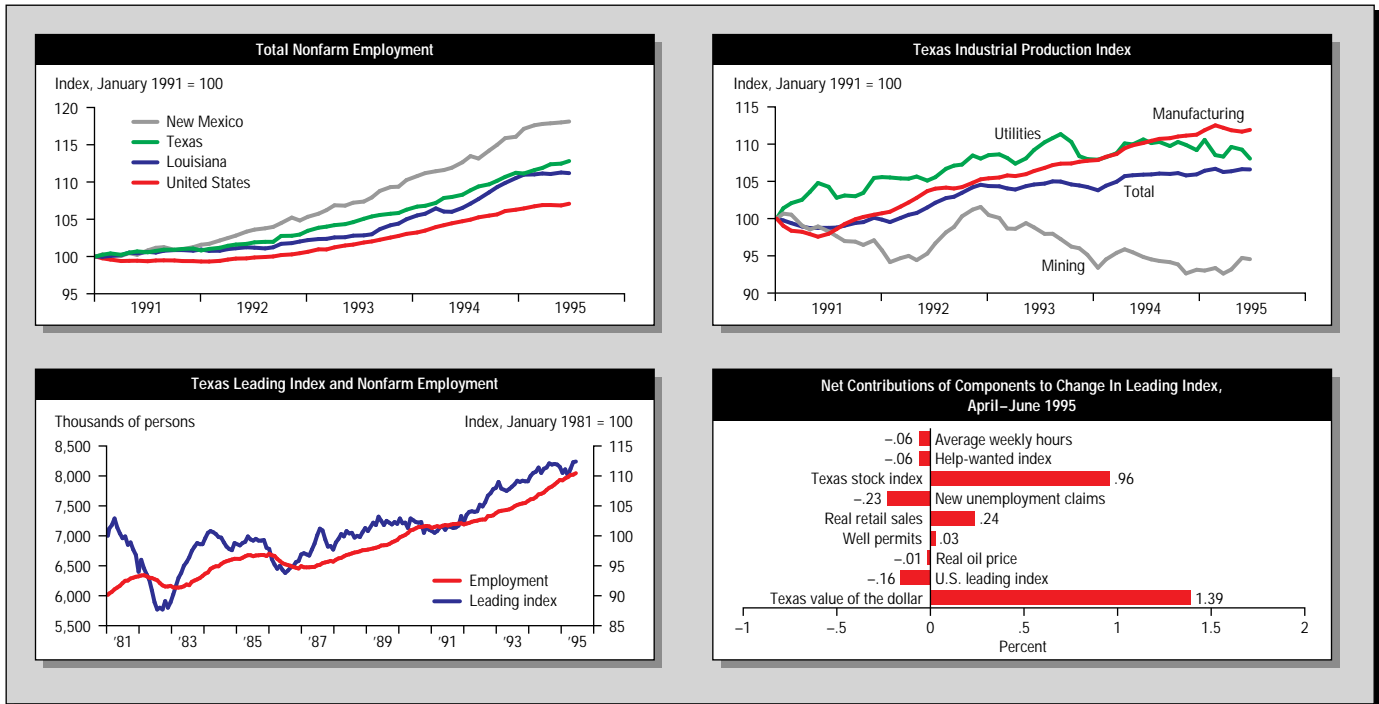 Total Nonfarm Employment
Index, January 1991 = 100
120
115
110
105
100
95
New Mexico
Texas
Louisiana
United States
1991 1992 1993 1994 1995
Texas Industrial Production Index
Index, January 1991 = 100
115
110
105
100
95
90
Manufacturing
Utilities
Total
Mining
1991 1992 1993 1994 1995
Texas Leading Index and Nonfarm Employment
Thousands of persons Index, January 1981 = 100
8,500 115
8,000 110
7,500 105
7,000 100
6,500 95
6,000 90
5,500 85
Employment
Leading index
’81 ’83 ’85 ’87 ’89 ’91 ’93 ’95
Net Contributions of Components to Change In Leading Index,
April–June 1995
–.06 Average weekly hours
–.06 Help-wanted index
Texas stock index .96
–.23 New unemployment claims
Real retail sales .24
Well permits .03
–.01 Real oil price
–.16 U.S. leading index
Texas value of the dollar 1.39
–1 –.5 0 .5 1 1.5 2
Percent